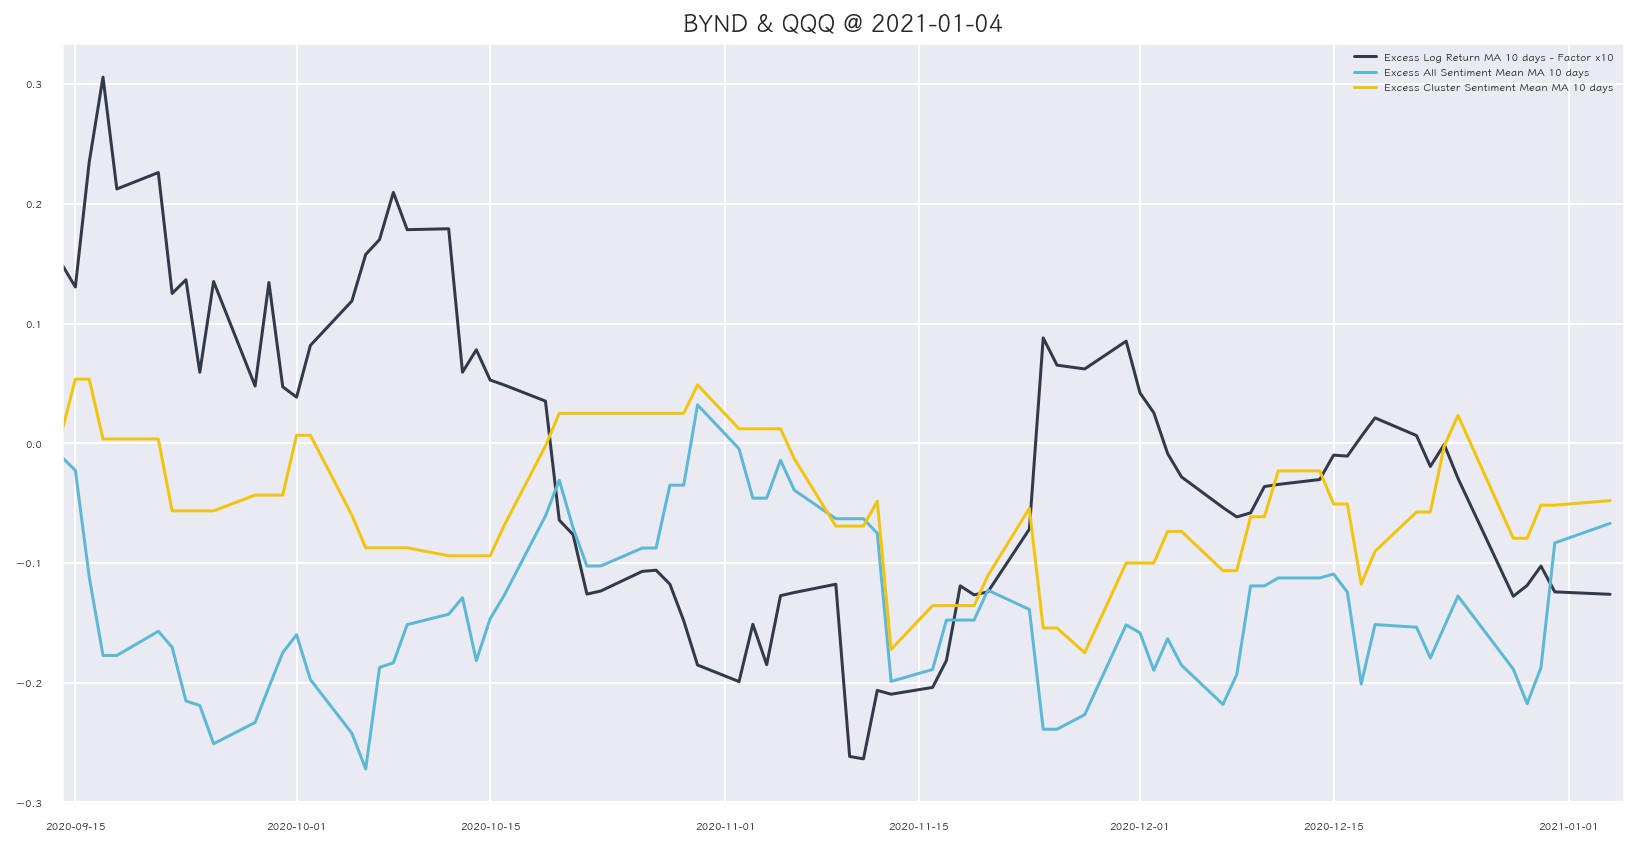 BYND & QQQ @ 2021-01-04
Excess Log Return MA 10 days - Factor x10
Excess All Sentiment Mean MA 10 days
Excess Cluster Sentiment Mean MA 10 days
0.3
0.2
0.1
0.0
−0.1
−0.2
−0.3
2020-09-15 2020-10-01 2020-10-15 2020-11-01 2020-11-15 2020-12-01 2020-12-15 2021-01-01